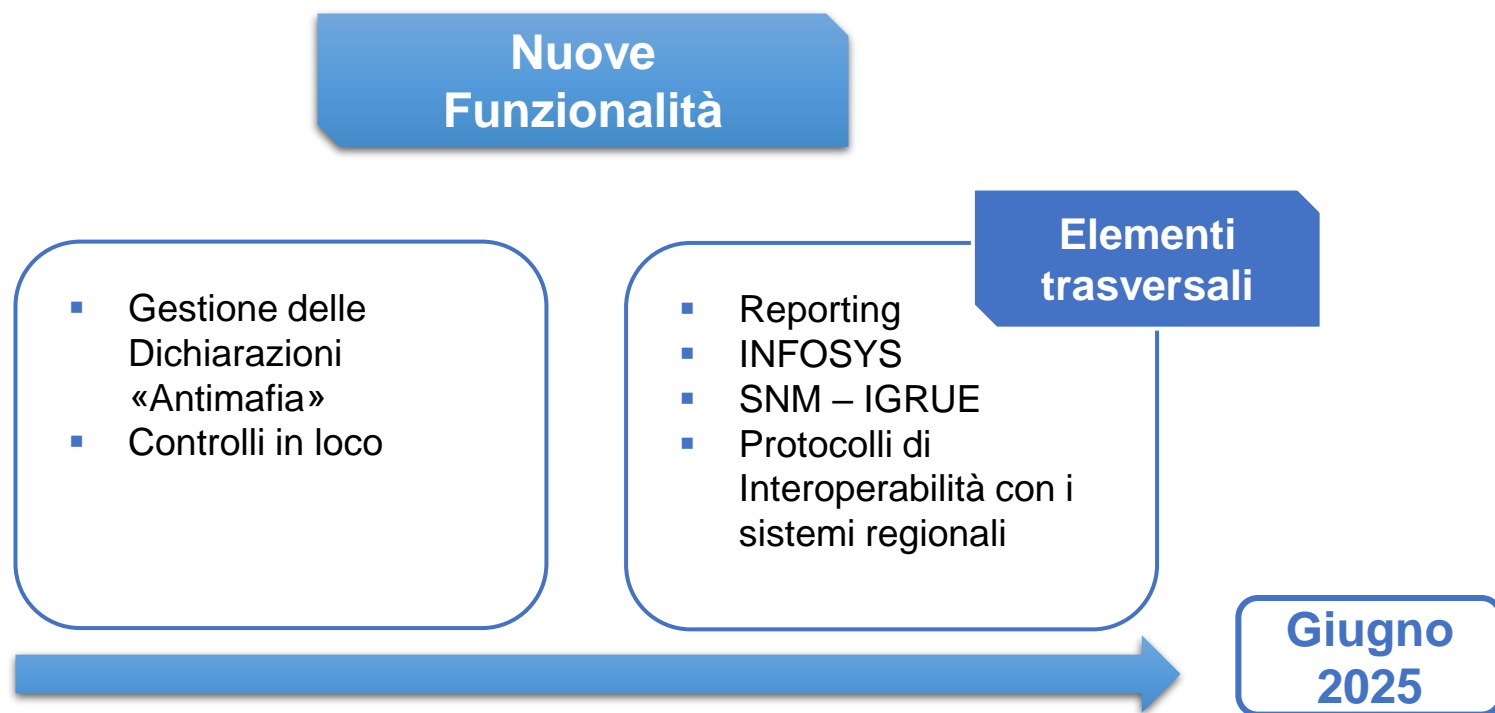 Nuove
Funzionalità
Elementi
trasversali
▪ Gestione delle
Dichiarazioni
«Antimafia»
▪ Controlli in loco
▪ Reporting
▪ INFOSYS
▪ SNM – IGRUE
▪ Protocolli di
Interoperabilità con i
sistemi regionali
Giugno
2025